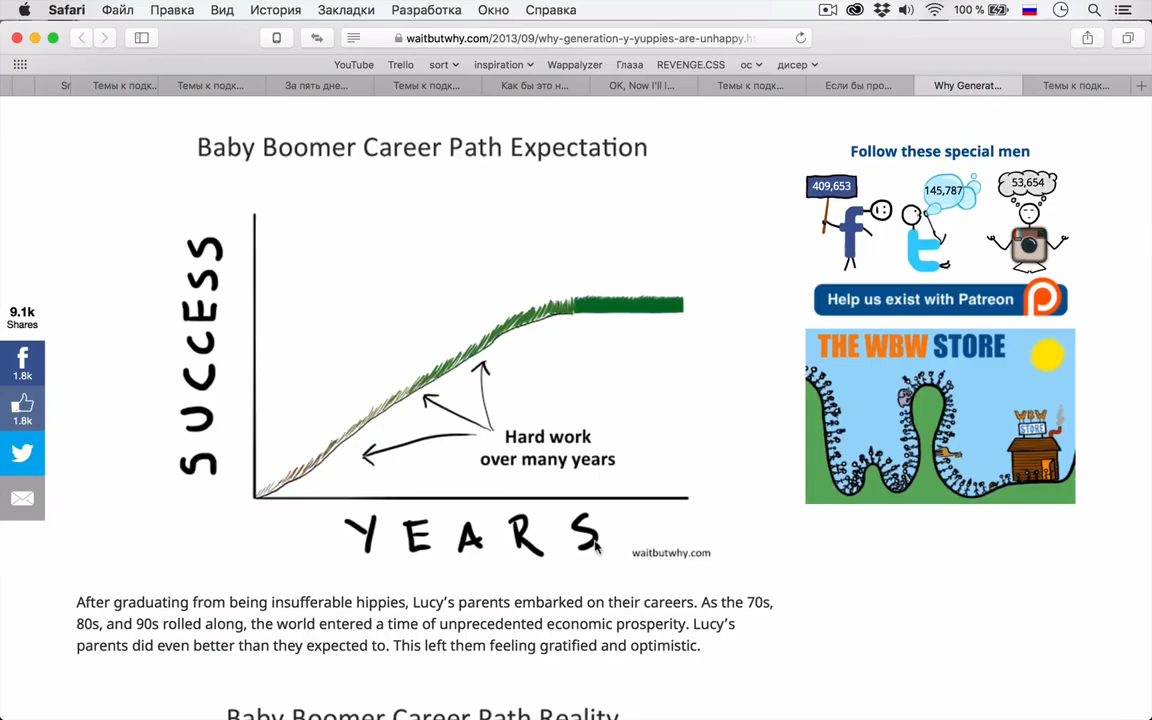 Safari Файл Правка Вид История Закладки Разработка Окно Справка 100 %
waitbutwhy.com/2013/09/why-generation-y-yuppies-are-unhappy.h
YouTube Trello sort inspiration Wappalyzer Глаза REVENGE.CSS ос дисер
Sr Темы к подк... Темы к подк... За пять дне... Темы к подк... Как бы это н... OK, Now I'll I... Темы к подк... Если бы про... Why Generat... Темы к подк...
Baby Boomer Career Path Expectation
SUCCESS
Hard work
over many years
YEARS
waitbutwhy.com
After graduating from being insufferable hippies, Lucy's parents embarked on their careers. As the 70s,
80s, and 90s rolled along, the world entered a time of unprecedented economic prosperity. Lucy's
parents did even better than they expected to. This left them feeling gratified and optimistic.
Baby Boomer Career Path Reality
9.1k
Shares
1.8k
1.8k
Follow these special men
409,653
145,787
53,654
Help us exist with Patreon
THE WBW STORE
STORE